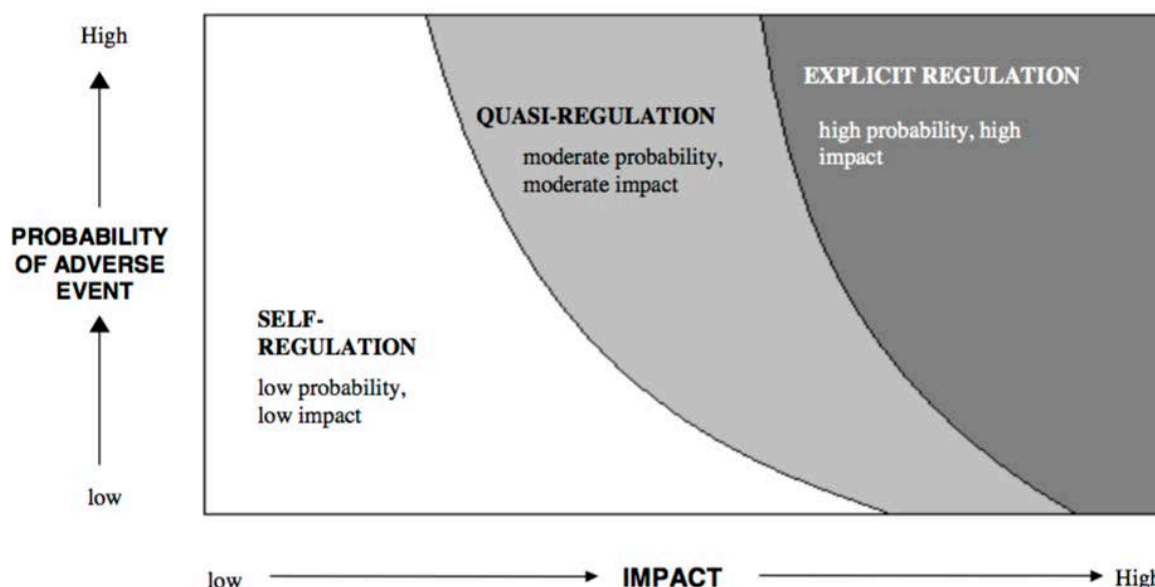 High
EXPLICIT REGULATION
QUASI-REGULATION
high probability, high
impact
moderate probability,
moderate impact
PROBABILITY
OF ADVERSE
EVENT
SELF-
REGULATION
low probability,
low impact
low
low
IMPACT
High